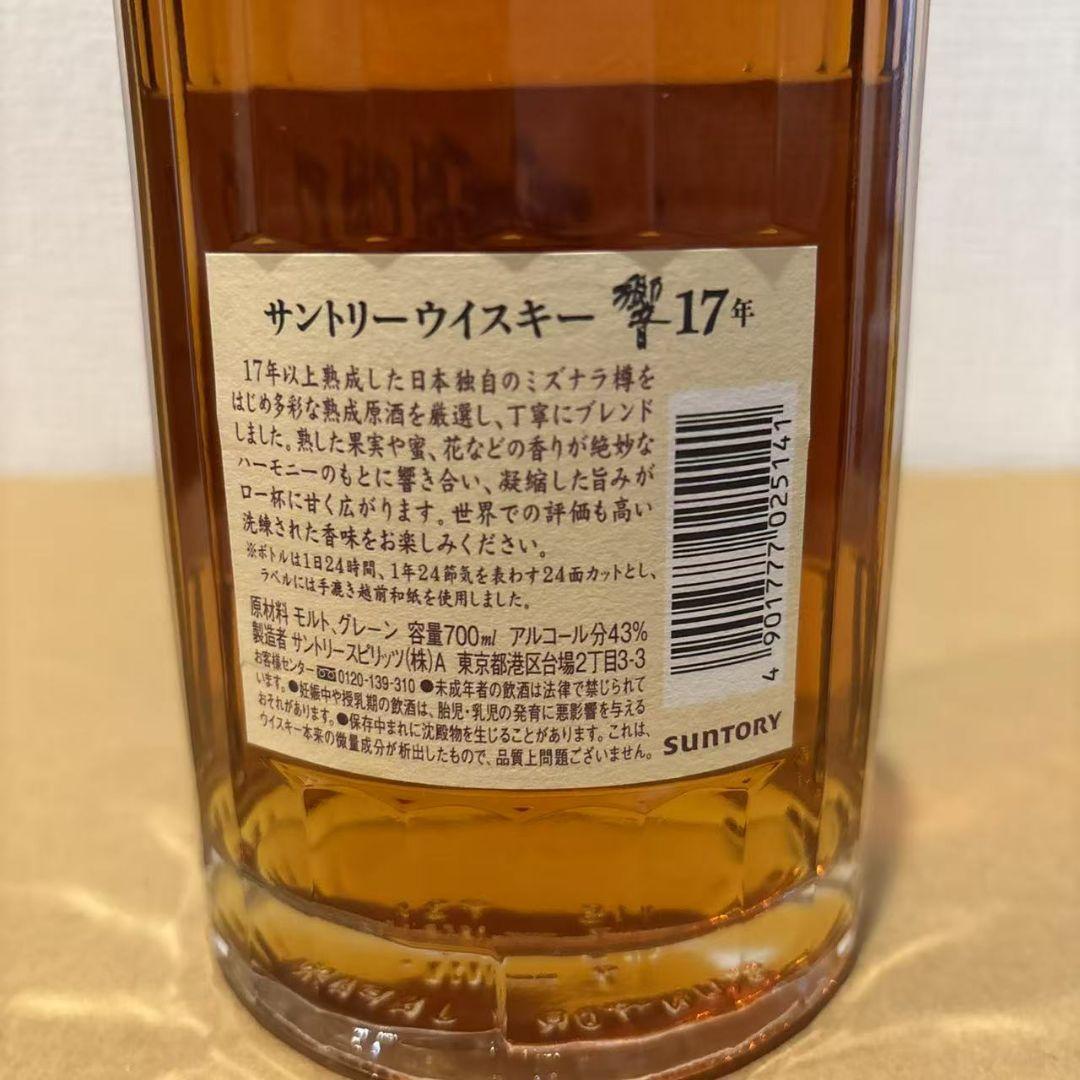 サントリーウイスキー 響 17年
17年以上熟成した日本独自のミズナラ樽を
はじめ多彩な熟成原酒を厳選し、丁寧にブレンド
しました。熟した果実や蜜、花などの香りが絶妙な
ハーモニーのもとに響き合い、凝縮した旨みが
口一杯に甘く広がります。世界での評価も高い
洗練された香味をお楽しみください。
※ボトルは1日24時間、1年24節気を表わす24面カットとし、
ラベルには手漉き越前和紙を使用しました。
原材料 モルト、グレーン 容量700ml アルコール分43%
製造者 サントリースピリッツ(株)A 東京都港区台場2丁目3-3
お客様センター 0120-139-310 ●未成年者の飲酒は法律で禁じられて
います。●妊娠中や授乳期の飲酒は、胎児・乳児の発育に悪影響を与える
おそれがあります。●保存中まれに沈殿物を生じることがあります。これは、
ウイスキー本来の微量成分が析出したもので、品質上問題ございません。
4 901777 025141
SUNTORY